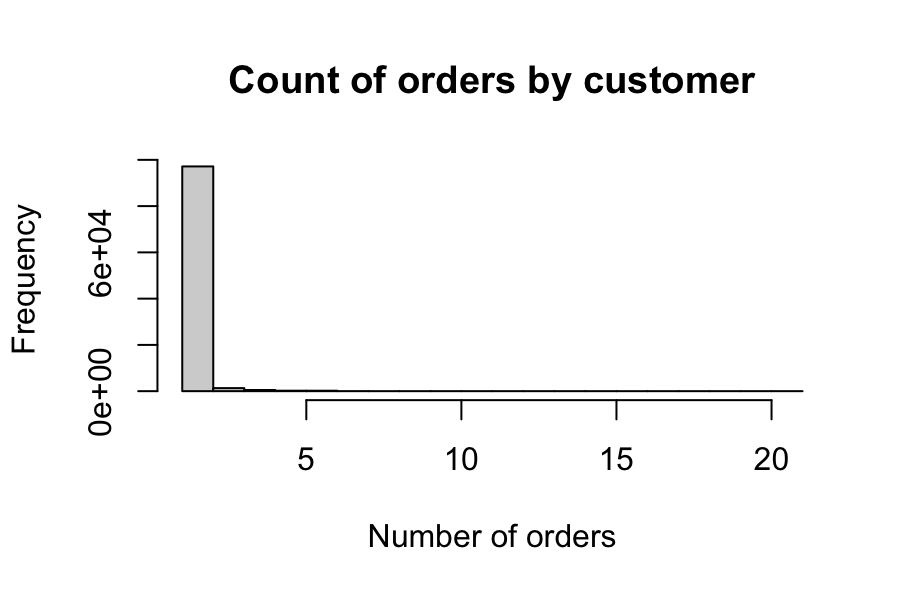 Count of orders by customer
Frequency
6e+04
0e+00
5 10 15 20
Number of orders